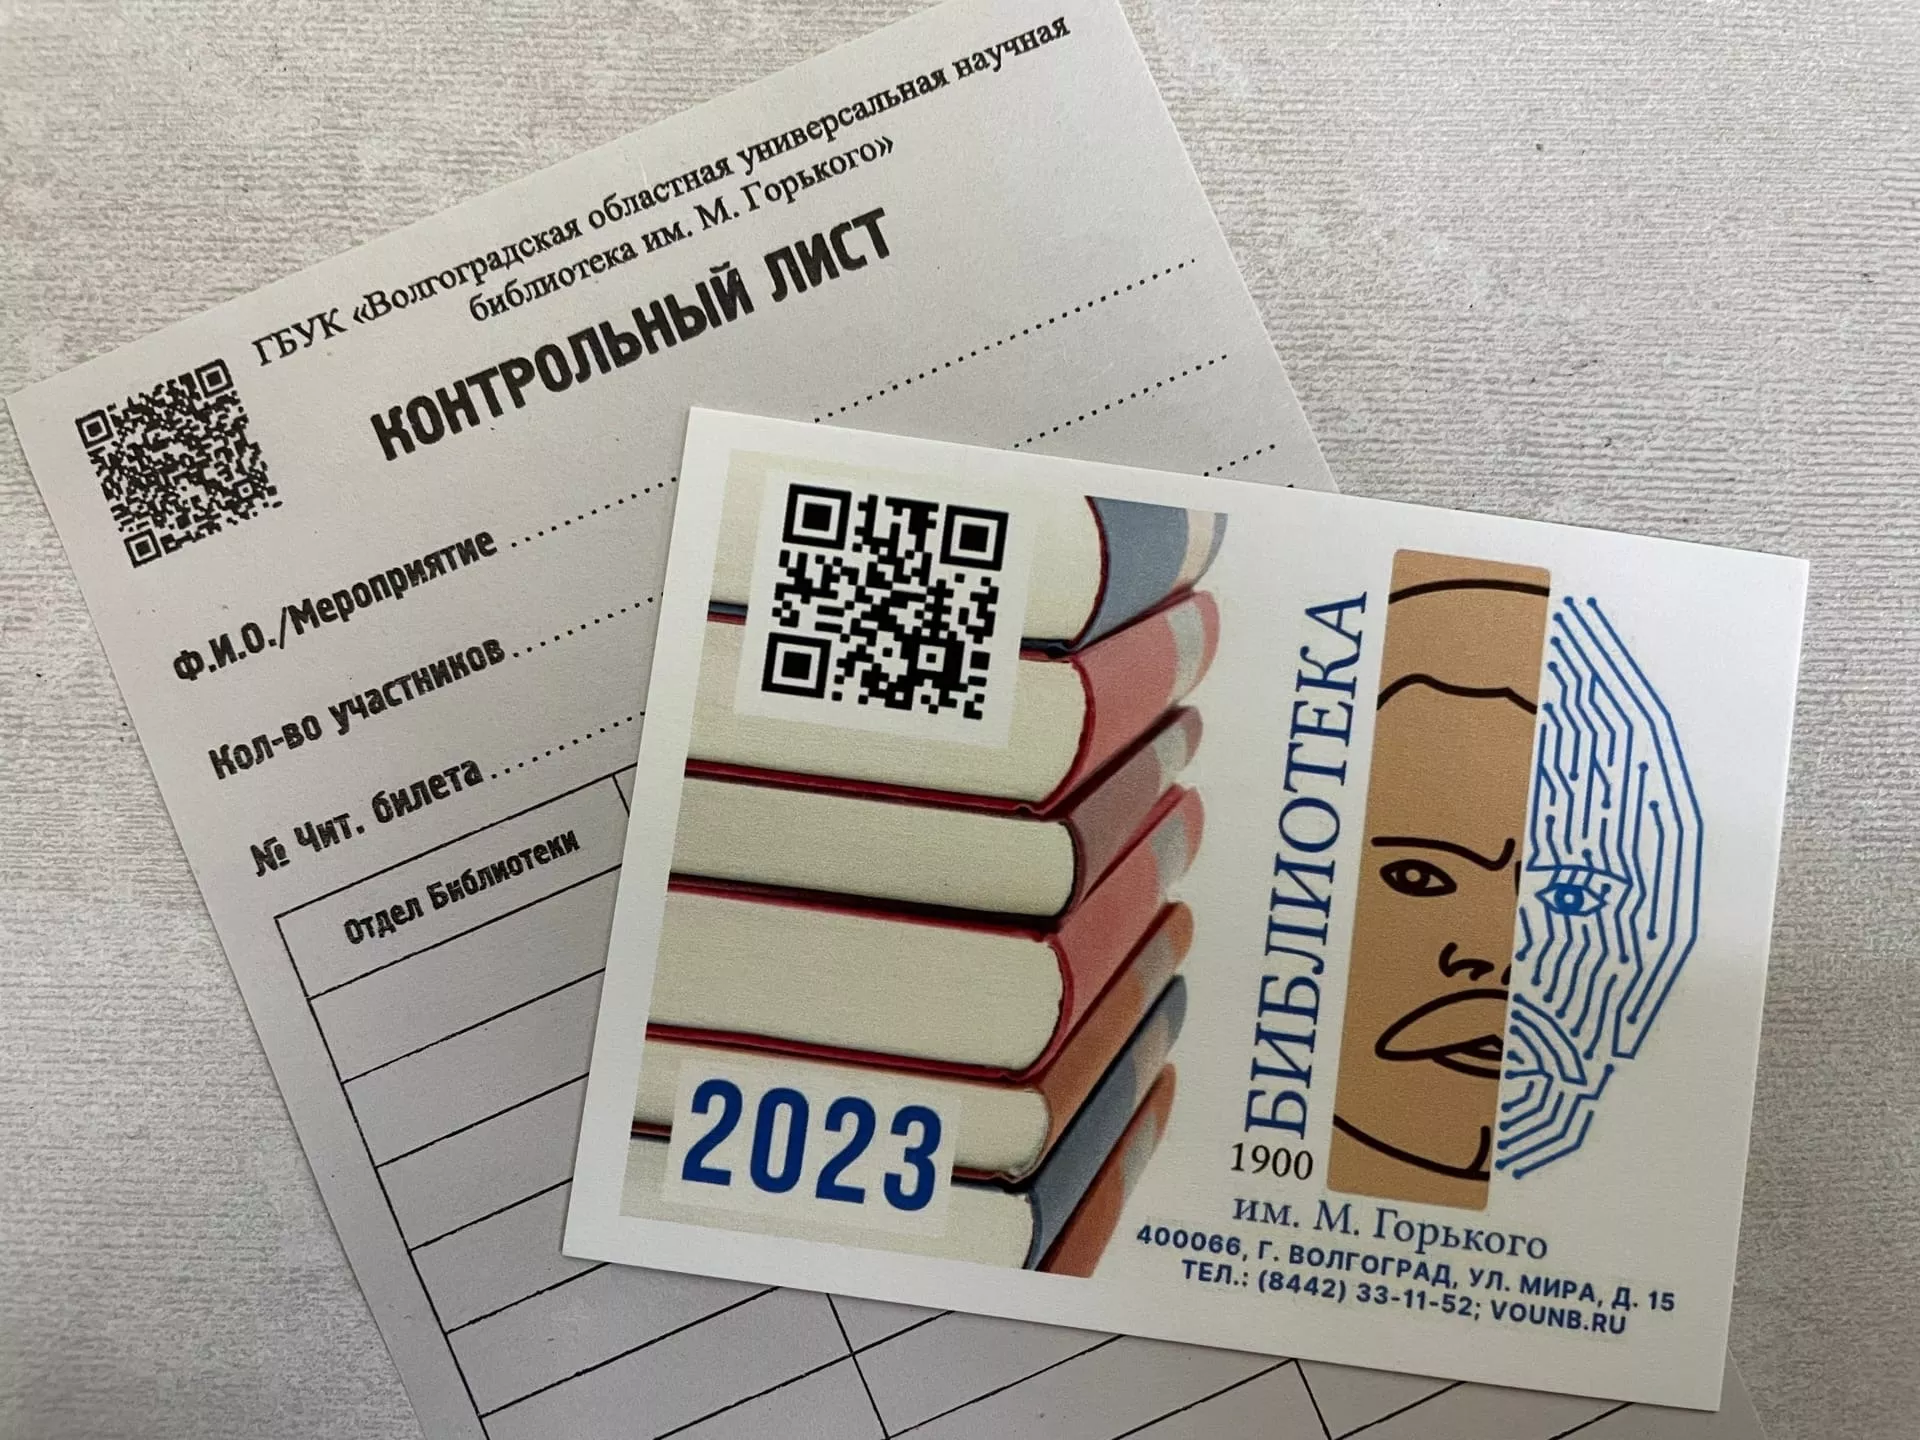 ГБУК «Волгоградская областная универсальная научная
библиотека им. М. Горького»
КОНТРОЛЬНЫЙ ЛИСТ
Ф.И.О./Мероприятие
Кол-во участников
№ Чит. билета
Отдел Библиотеки
2023
БИБЛИОТЕКА
1900
им. М. Горького
400066, Г. ВОЛГОГРАД, УЛ. МИРА, Д. 15
ТЕЛ.: (8442) 33-11-52; VOUNB.RU